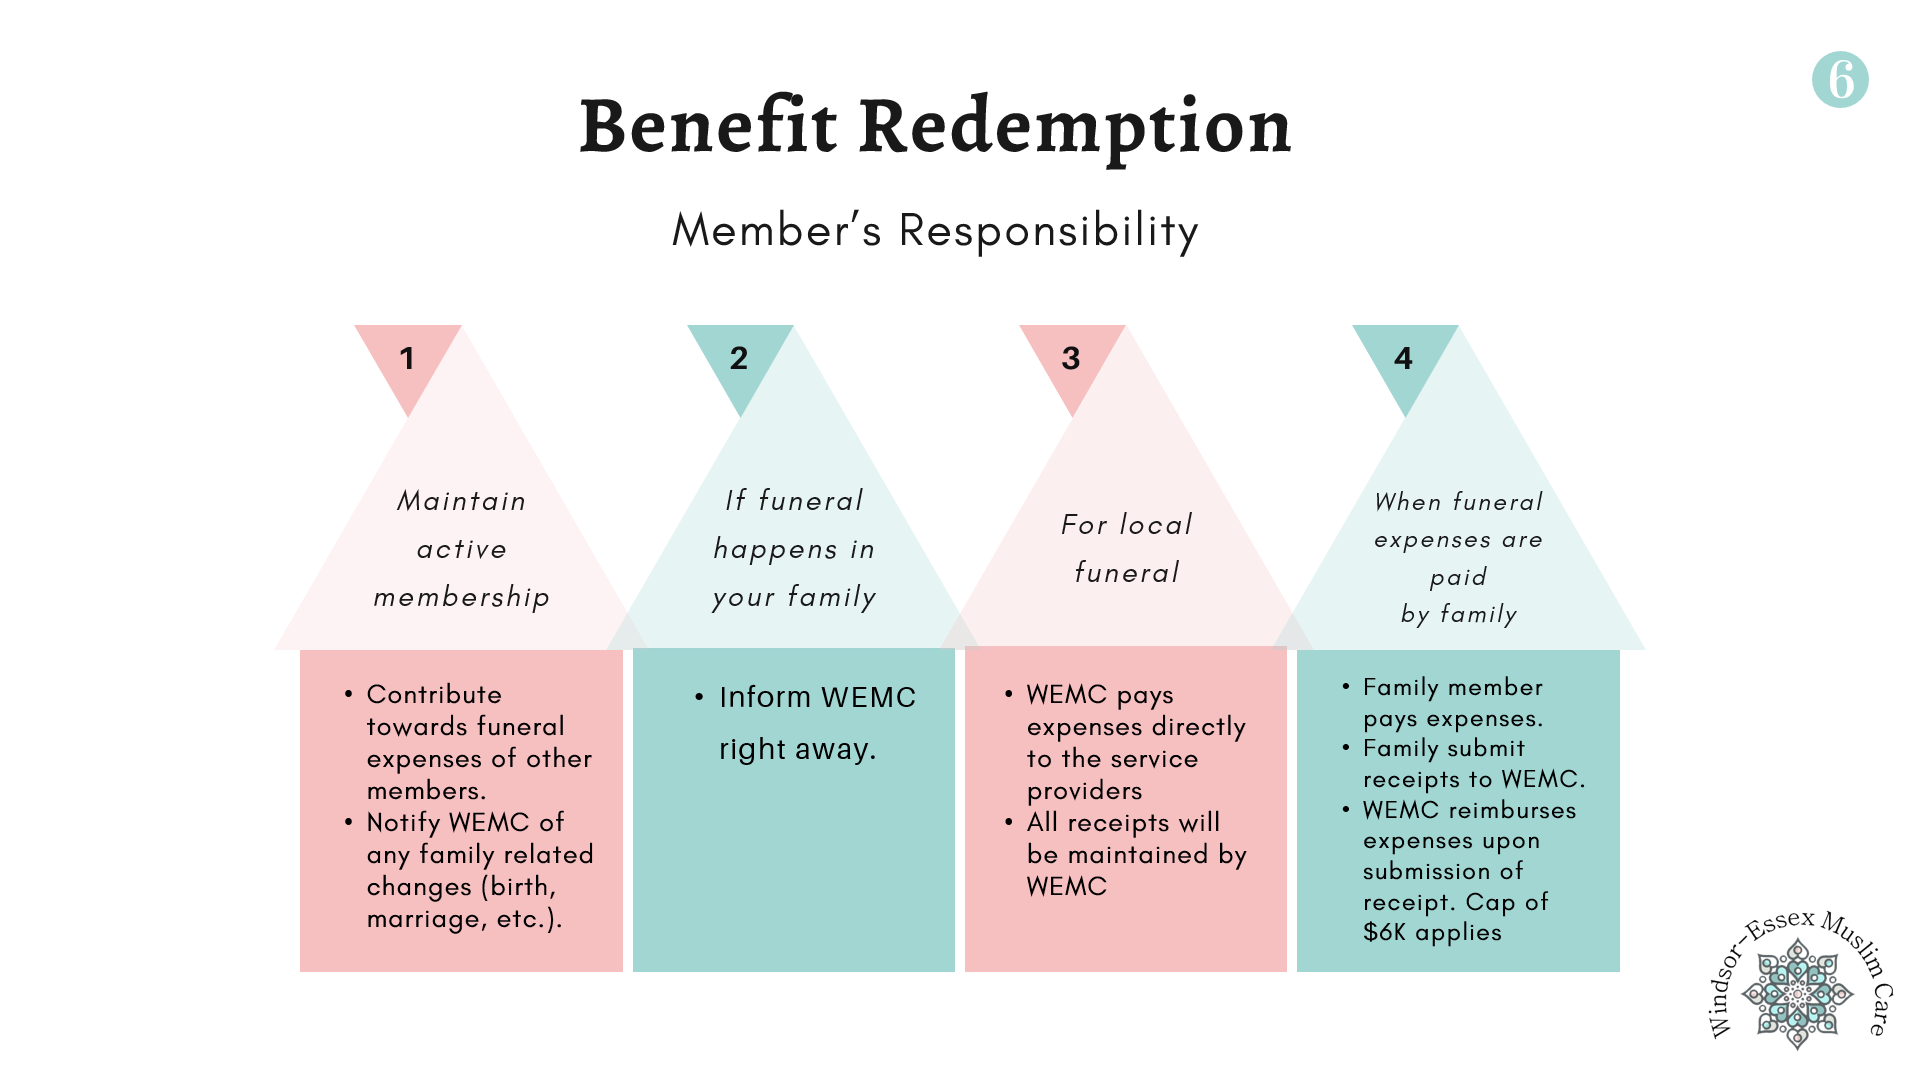 6
Benefit Redemption
Member’s Responsibility
1
Maintain
active
membership
• Contribute
towards funeral
expenses of other
members.
• Notify WEMC of
any family related
changes (birth,
marriage, etc.).
2
If funeral
happens in
your family
• Inform WEMC
right away.
3
For local
funeral
• WEMC pays
expenses directly
to the service
providers
• All receipts will
be maintained by
WEMC
4
When funeral
expenses are
paid
by family
• Family member
pays expenses.
• Family submit
receipts to WEMC.
• WEMC reimburses
expenses upon
submission of
receipt. Cap of
$6K applies
Windsor-Essex Muslim Care